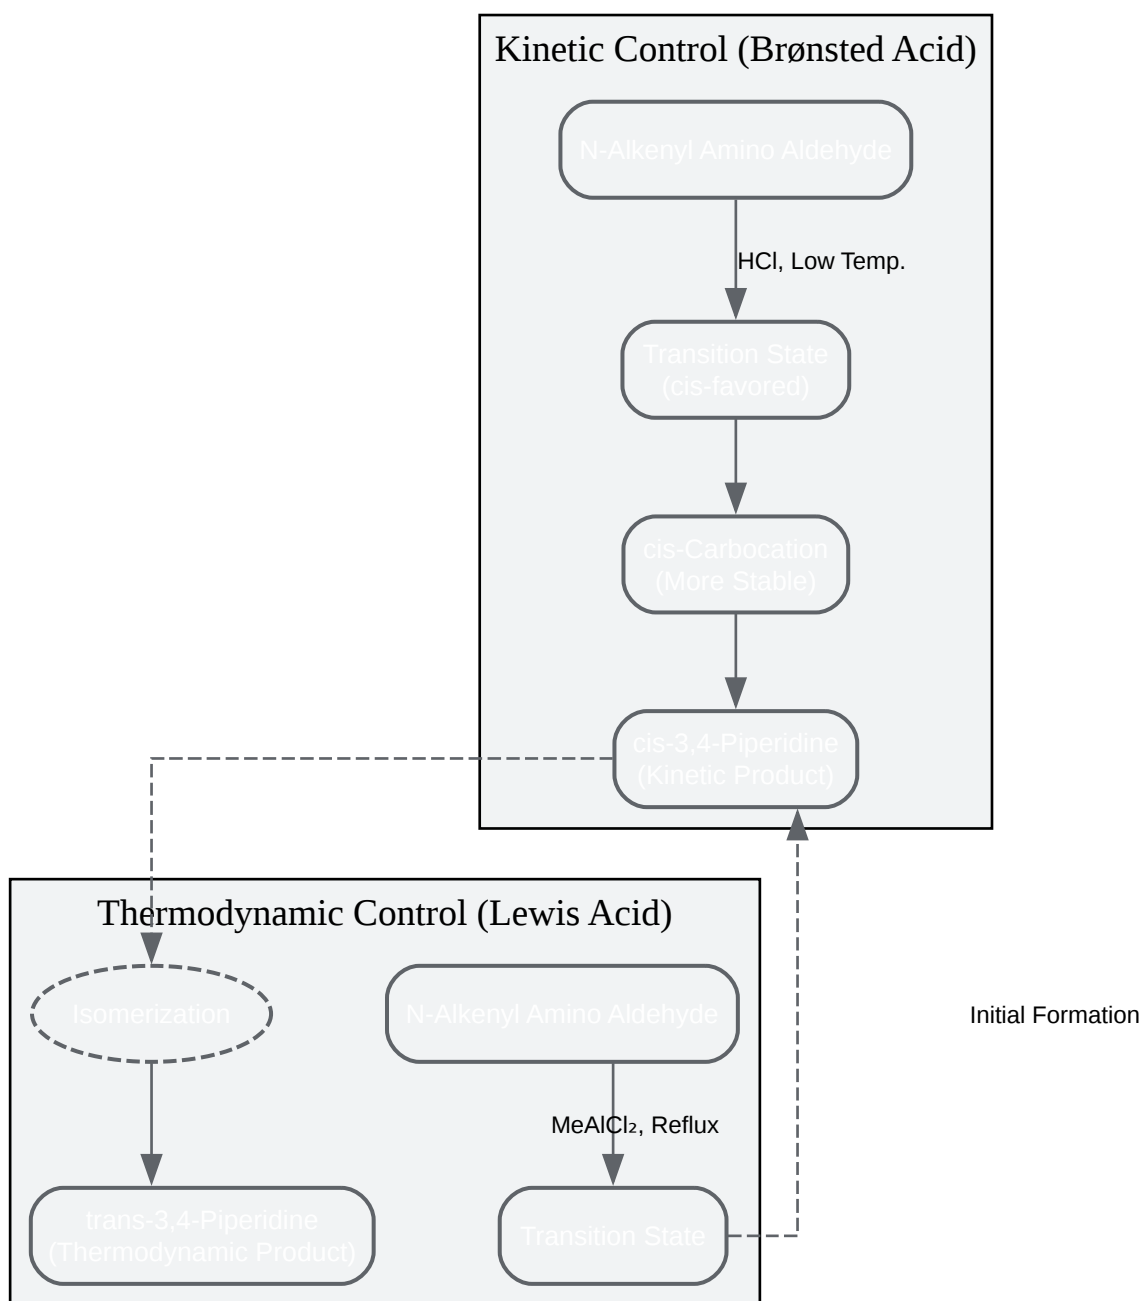 Kinetic Control (Brønsted Acid)
N-Alkenyl Amino Aldehyde
HCl, Low Temp.
Transition State
(cis-favored)
cis-Carbocation
(More Stable)
cis-3,4-Piperidine
(Kinetic Product)
Thermodynamic Control (Lewis Acid)
Isomerization
N-Alkenyl Amino Aldehyde
Initial Formation
MeAlCl₂, Reflux
trans-3,4-Piperidine
(Thermodynamic Product)
Transition State